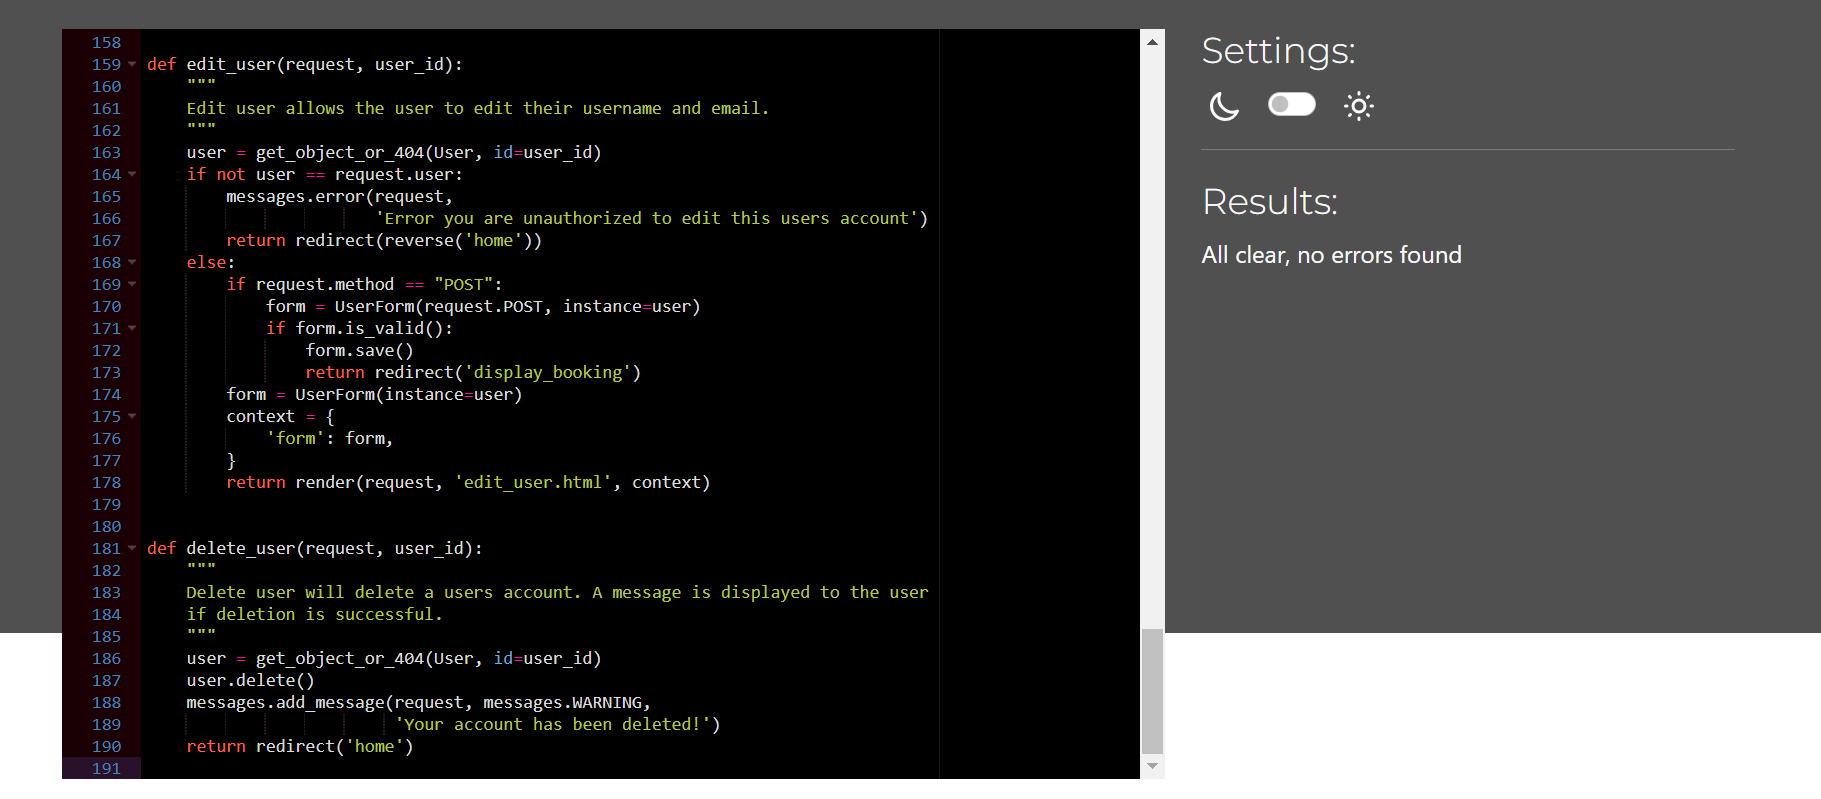 158
159 def edit_user(request, user_id):
160     """
161     Edit user allows the user to edit their username and email.
162     """
163     user = get_object_or_404(User, id=user_id)
164     if not user == request.user:
165         messages.error(request,
166                        'Error you are unauthorized to edit this users account')
167         return redirect(reverse('home'))
168     else:
169         if request.method == "POST":
170             form = UserForm(request.POST, instance=user)
171             if form.is_valid():
172                 form.save()
173                 return redirect('display_booking')
174         form = UserForm(instance=user)
175         context = {
176             'form': form,
177         }
178         return render(request, 'edit_user.html', context)
179
180
181 def delete_user(request, user_id):
182     """
183     Delete user will delete a users account. A message is displayed to the user
184     if deletion is successful.
185     """
186     user = get_object_or_404(User, id=user_id)
187     user.delete()
188     messages.add_message(request, messages.WARNING,
189                          'Your account has been deleted!')
190     return redirect('home')
191
Settings:
Results:
All clear, no errors found